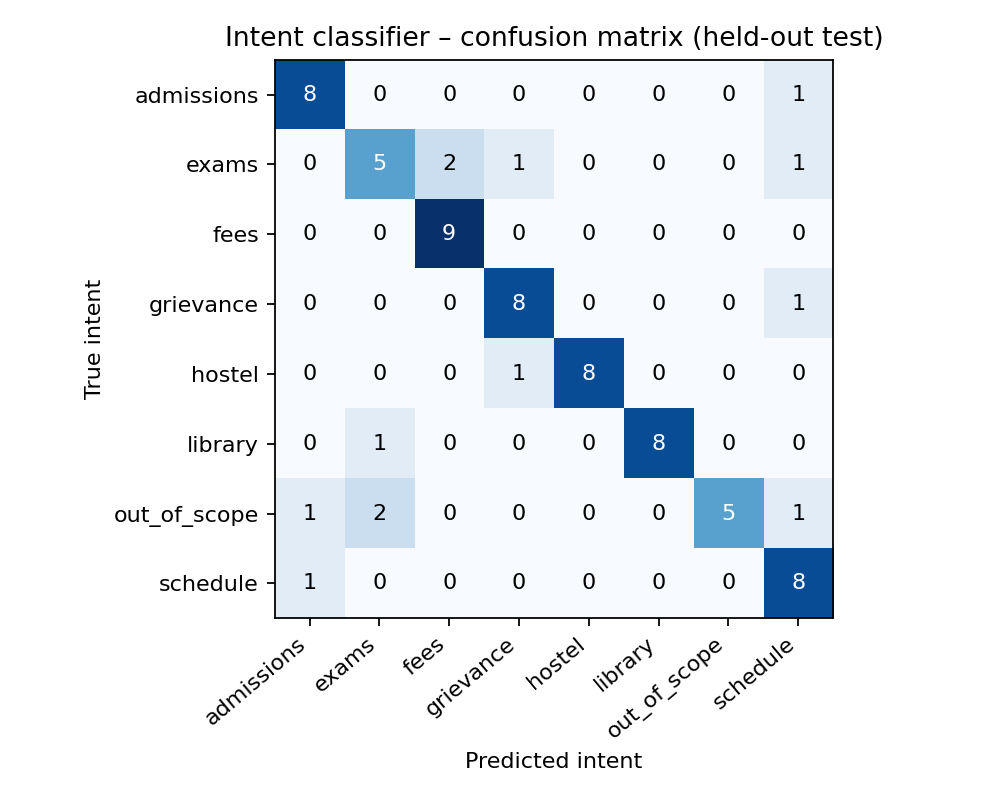 Intent classifier – confusion matrix (held-out test)
admissions 8 0 0 0 0 0 0 1
exams 0 5 2 1 0 0 0 1
fees 0 0 9 0 0 0 0 0
grievance 0 0 0 8 0 0 0 1
hostel 0 0 0 1 8 0 0 0
library 0 1 0 0 0 8 0 0
out_of_scope 1 2 0 0 0 0 5 1
schedule 1 0 0 0 0 0 0 8
True intent
admissions exams fees grievance hostel library out_of_scope schedule
Predicted intent